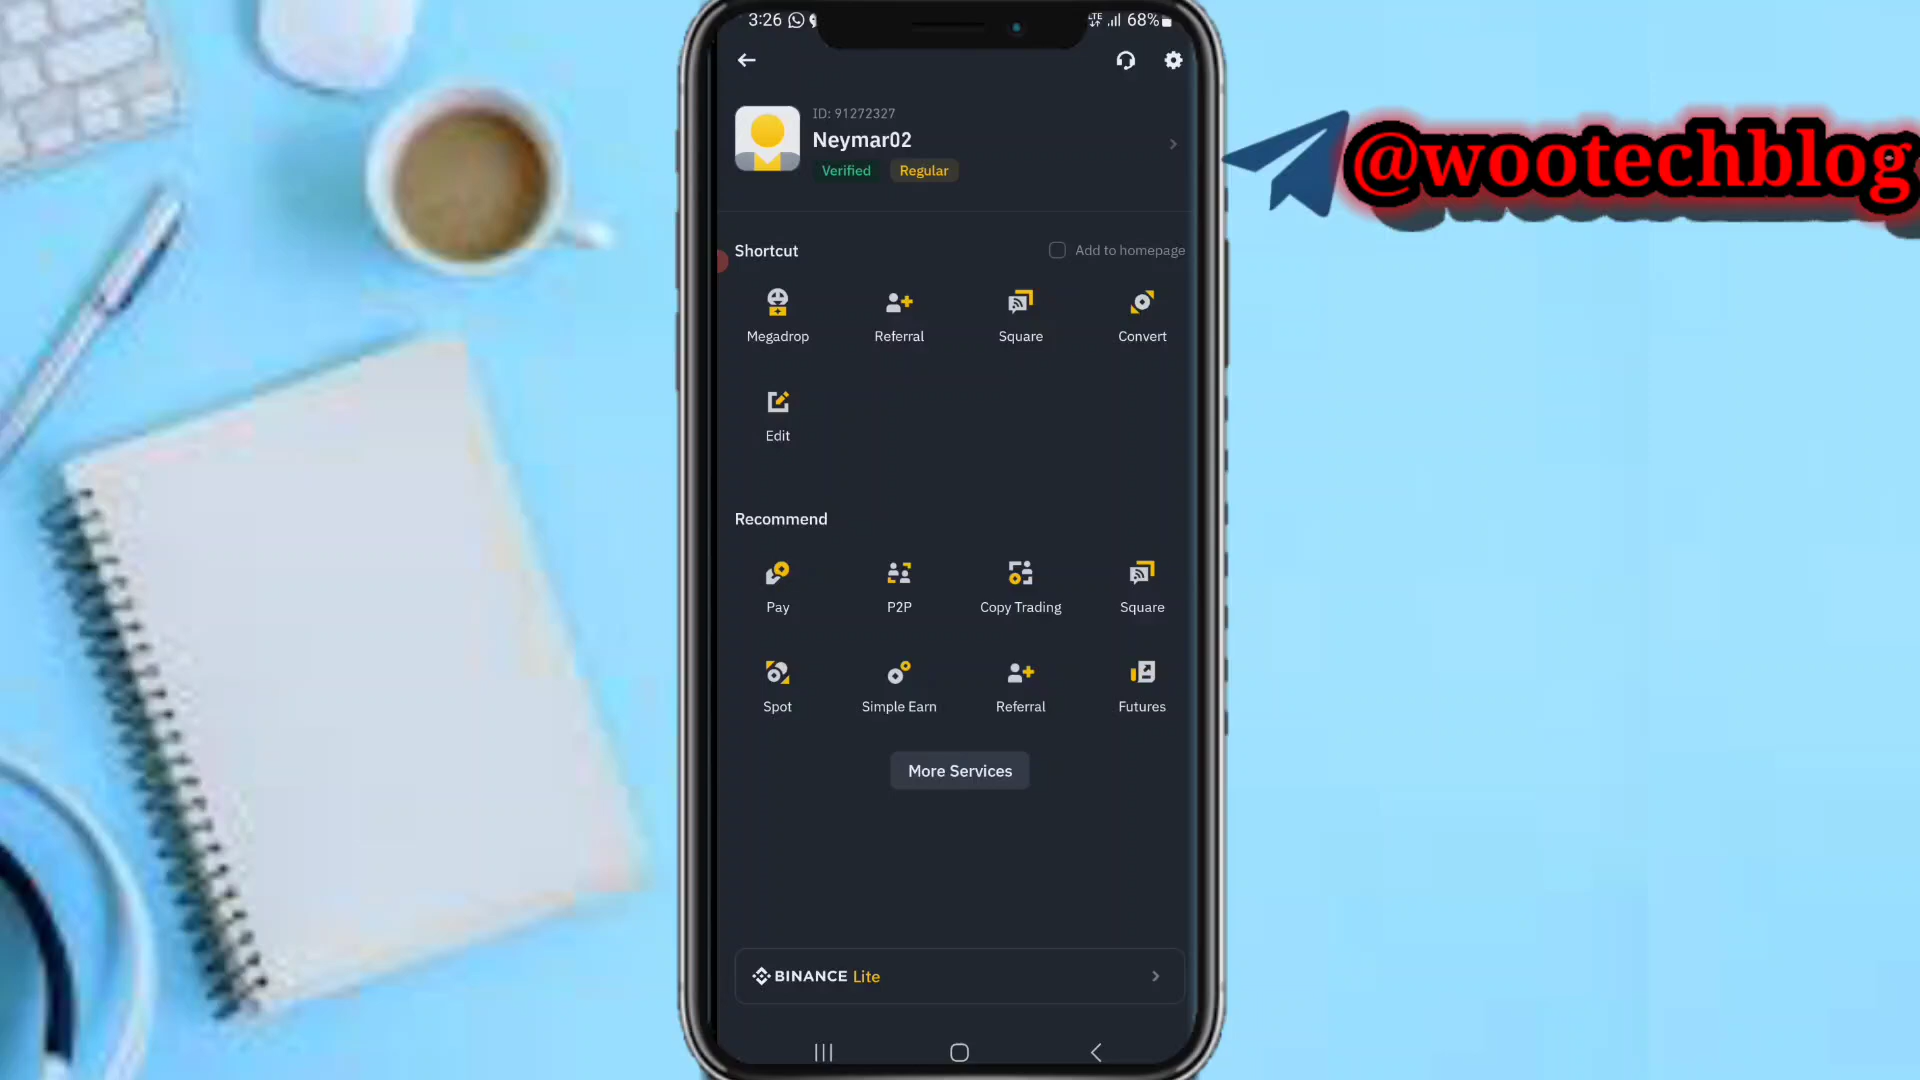 3:26
LTE 68%
@wootechblog
ID: 91272327
Neymar02
Verified Regular
Shortcut
Add to homepage
Megadrop Referral Square Convert
Edit
Recommend
Pay P2P Copy Trading Square
Spot Simple Earn Referral Futures
More Services
BINANCE Lite